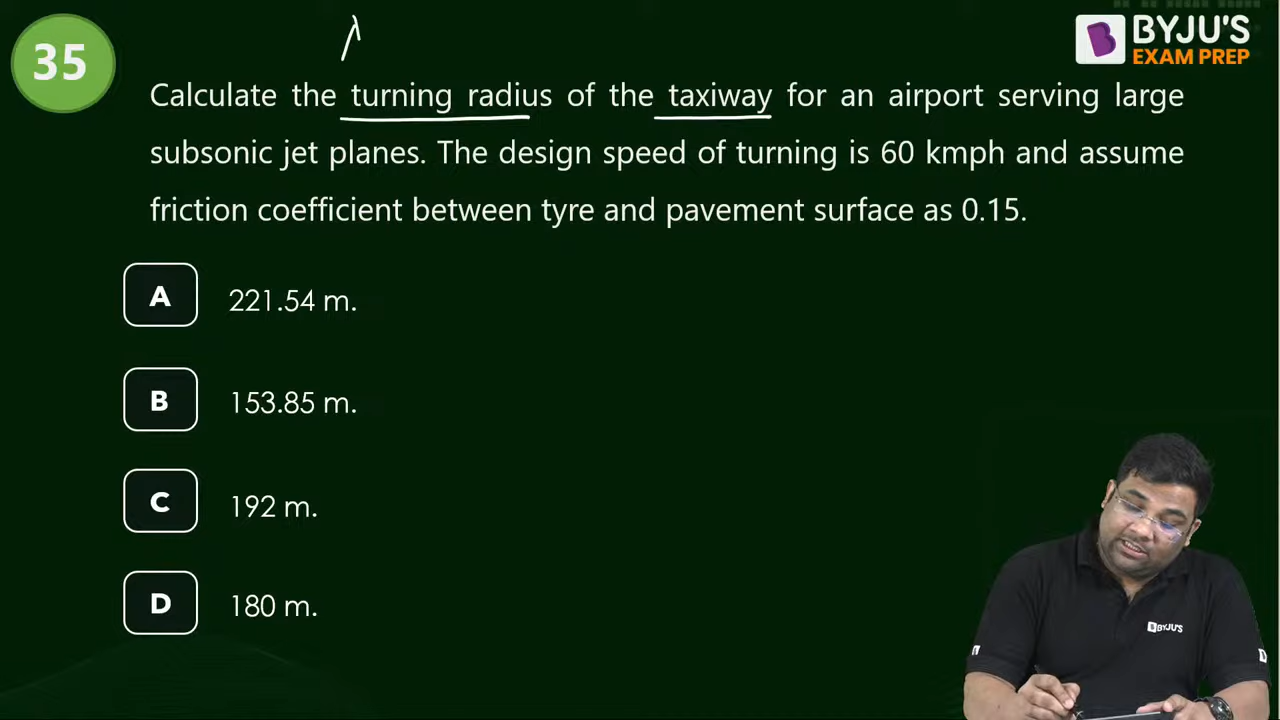 35
BYJU'S
EXAM PREP
Calculate the turning radius of the taxiway for an airport serving large
subsonic jet planes. The design speed of turning is 60 kmph and assume
friction coefficient between tyre and pavement surface as 0.15.
A 221.54 m.
B 153.85 m.
C 192 m.
D 180 m.
BYJU'S